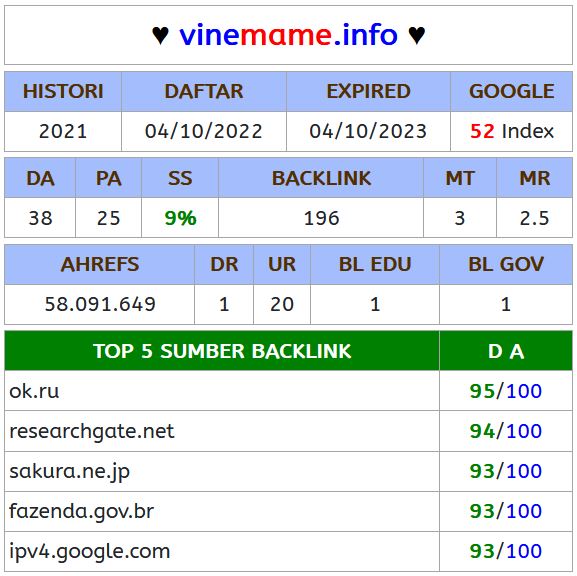 ♥ vinemame.info ♥
HISTORI DAFTAR EXPIRED GOOGLE
2021 04/10/2022 04/10/2023 52 Index
DA PA SS BACKLINK MT MR
38 25 9% 196 3 2.5
AHREFS DR UR BL EDU BL GOV
58.091.649 1 20 1 1
TOP 5 SUMBER BACKLINK D A
ok.ru 95/100
researchgate.net 94/100
sakura.ne.jp 93/100
fazenda.gov.br 93/100
ipv4.google.com 93/100